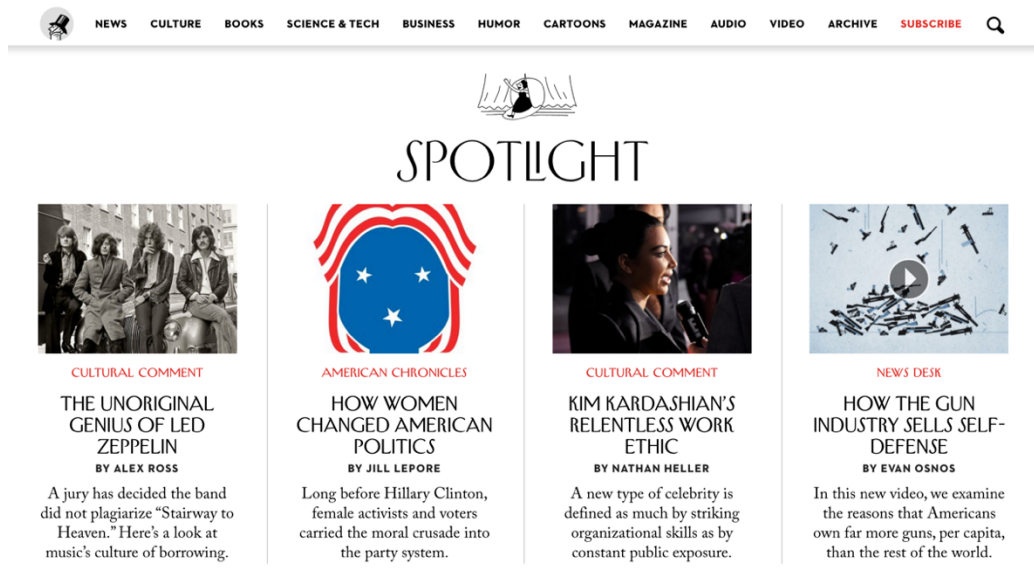 NEWS CULTURE BOOKS SCIENCE & TECH BUSINESS HUMOR CARTOONS MAGAZINE AUDIO VIDEO ARCHIVE SUBSCRIBE
SPOTLIGHT
CULTURAL COMMENT
THE UNORIGINAL
GENIUS OF LED
ZEPPELIN
BY ALEX ROSS
A jury has decided the band
did not plagiarize “Stairway to
Heaven.” Here’s a look at
music’s culture of borrowing.
AMERICAN CHRONICLES
HOW WOMEN
CHANGED AMERICAN
POLITICS
BY JILL LEPORE
Long before Hillary Clinton,
female activists and voters
carried the moral crusade into
the party system.
CULTURAL COMMENT
KIM KARDASHIAN’S
RELENTLESS WORK
ETHIC
BY NATHAN HELLER
A new type of celebrity is
defined as much by striking
organizational skills as by
constant public exposure.
NEWS DESK
HOW THE GUN
INDUSTRY SELLS SELF-
DEFENSE
BY EVAN OSNOS
In this new video, we examine
the reasons that Americans
own far more guns, per capita,
than the rest of the world.